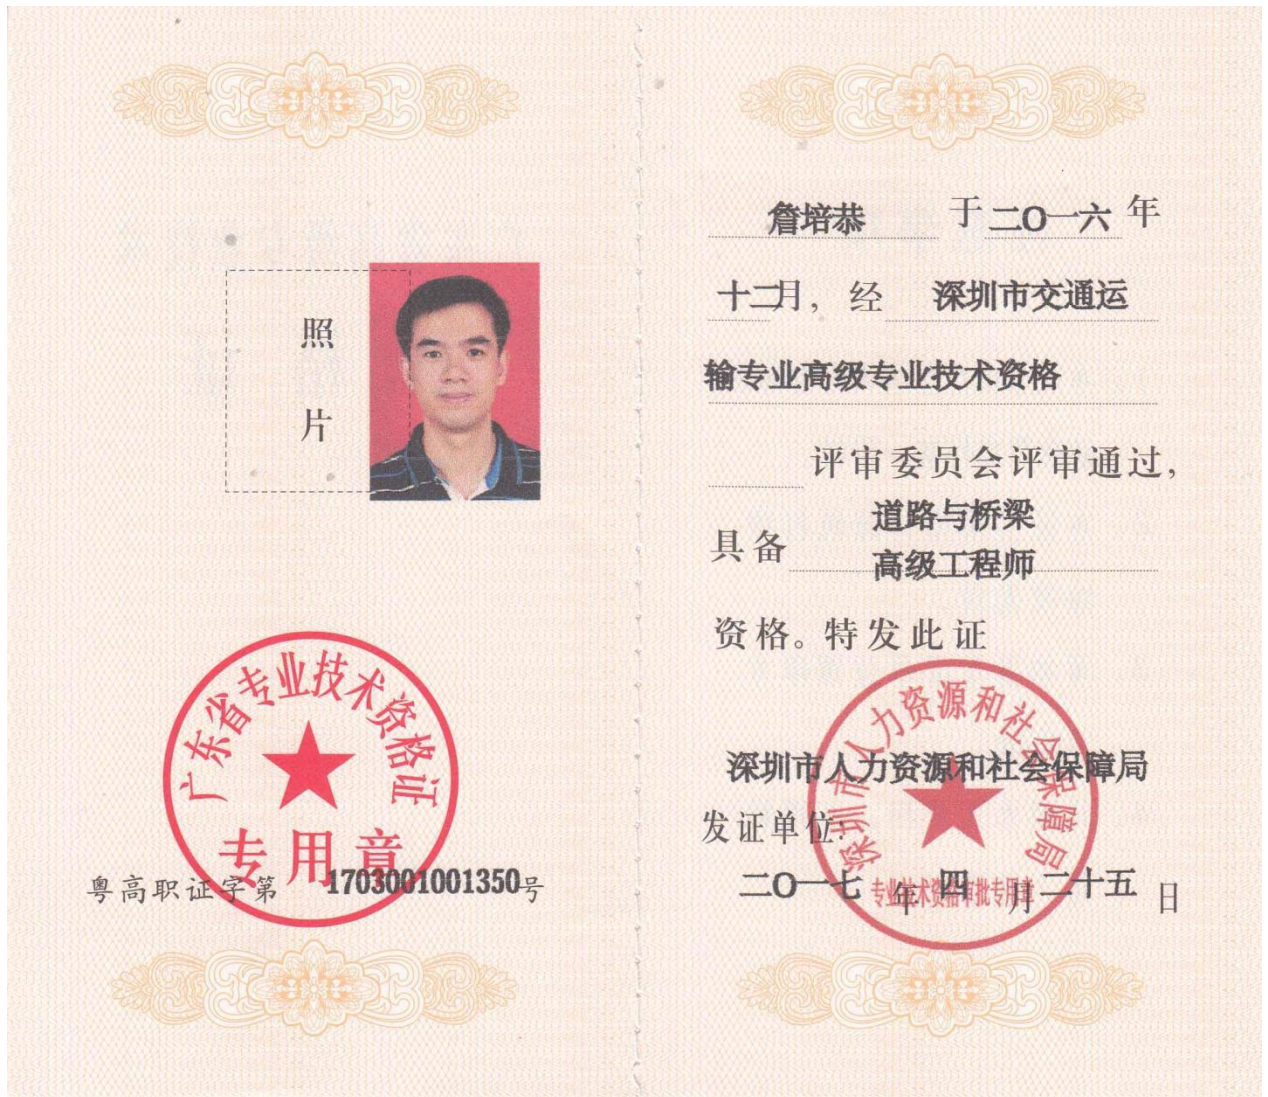 照
片
广东省专业技术资格证
专用章
粤高职证字第1703001001350号
詹培恭 于二〇一六年
十二月，经 深圳市交通运
输专业高级专业技术资格
评审委员会评审通过，
具备 道路与桥梁
高级工程师
资格。特发此证
深圳市人力资源和社会保障局
深圳市人力资源和社会保障局
发证单位：
专业技术资格审批专用章
二〇一七年四月二十五日